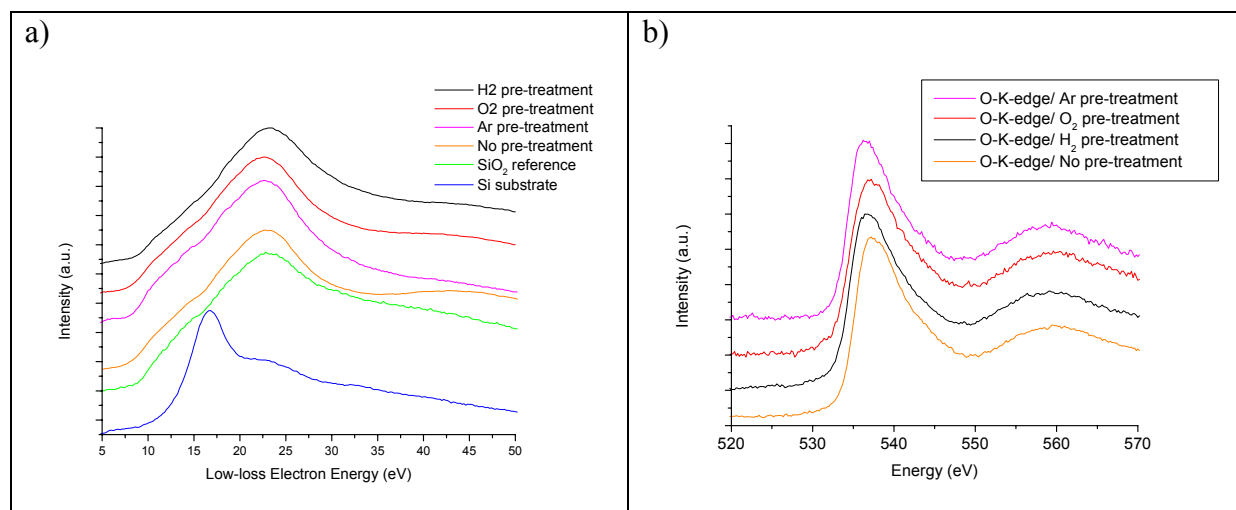 a)
H2 pre-treatment
O2 pre-treatment
Ar pre-treatment
No pre-treatment
SiO₂ reference
Si substrate
Intensity (a.u.)
5 10 15 20 25 30 35 40 45 50
Low-loss Electron Energy (eV)
b)
O-K-edge/ Ar pre-treatment
O-K-edge/ O₂ pre-treatment
O-K-edge/ H₂ pre-treatment
O-K-edge/ No pre-treatment
Intensity (a.u.)
520 530 540 550 560 570
Energy (eV)